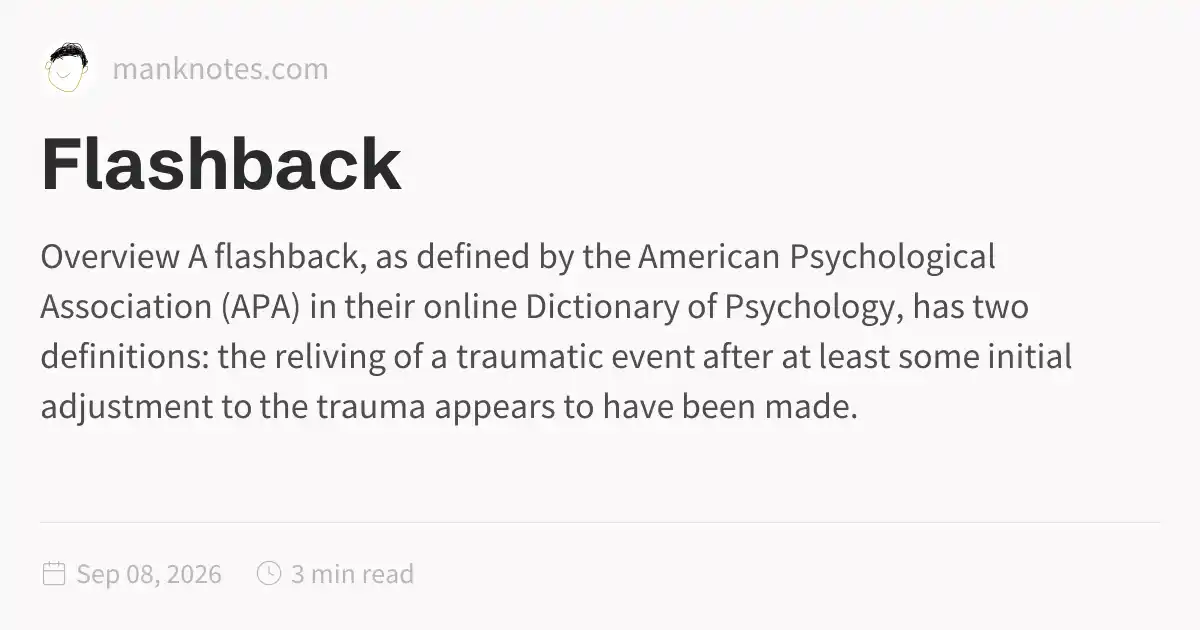 manknotes.com
Flashback
Overview A flashback, as defined by the American Psychological
Association (APA) in their online Dictionary of Psychology, has two
definitions: the reliving of a traumatic event after at least some initial
adjustment to the trauma appears to have been made.
Sep 08, 2026 3 min read